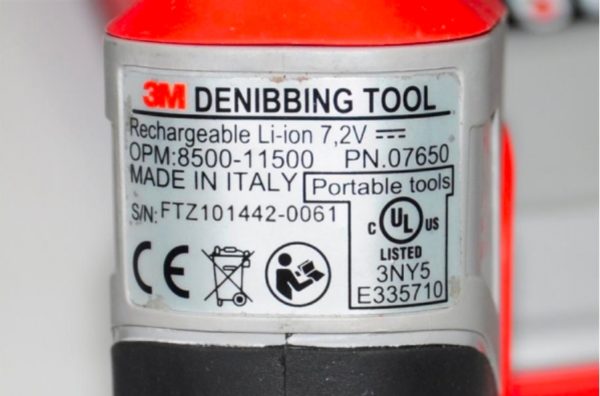 3M DENIBBING TOOL
Rechargeable Li-ion 7,2V
OPM:8500-11500 PN.07650
MADE IN ITALY
Portable tools
S/N: FTZ101442-0061
C UL US
LISTED
3NY5
E335710
CE